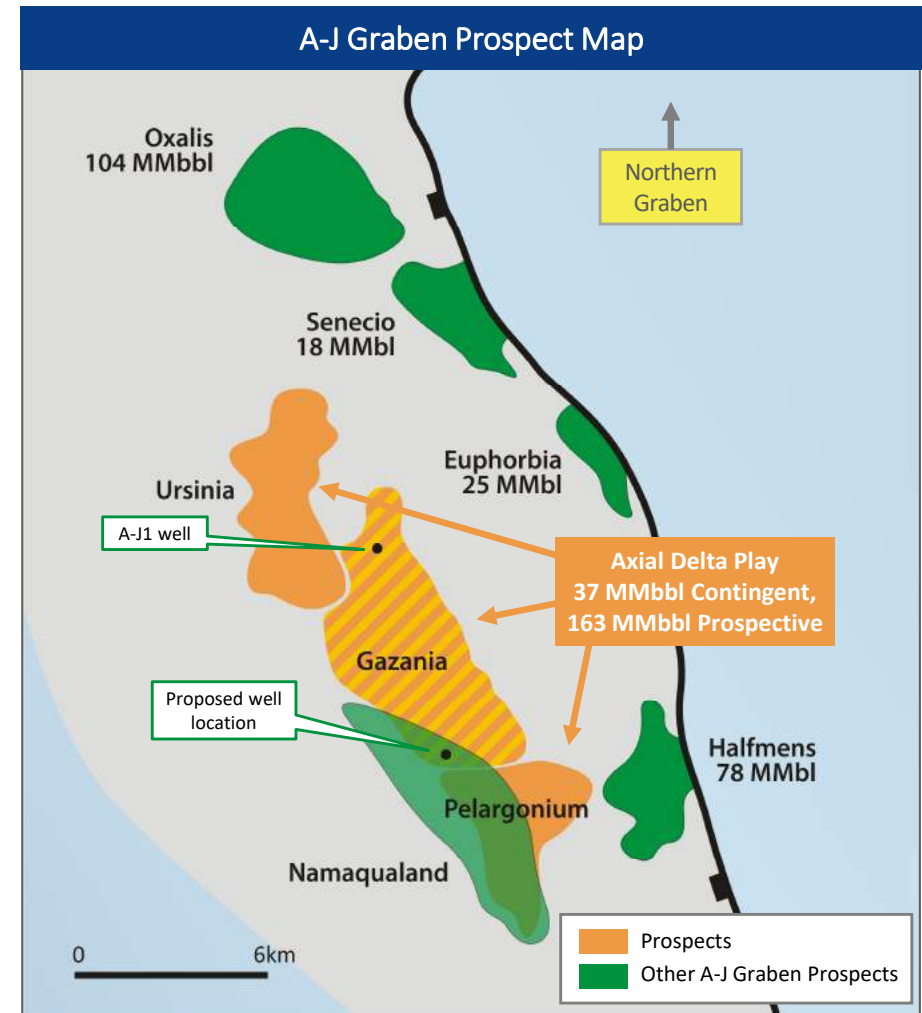 A-J Graben Prospect Map
Oxalis
104 MMbbl
Northern
Graben
Senecio
18 MMbl
Euphorbia
25 MMbl
Ursinia
A-J1 well
Axial Delta Play
37 MMbbl Contingent,
163 MMbbl Prospective
Gazania
Proposed well
location
Halfmens
78 MMbl
Pelargonium
Namaqualand
0 6km
Prospects
Other A-J Graben Prospects